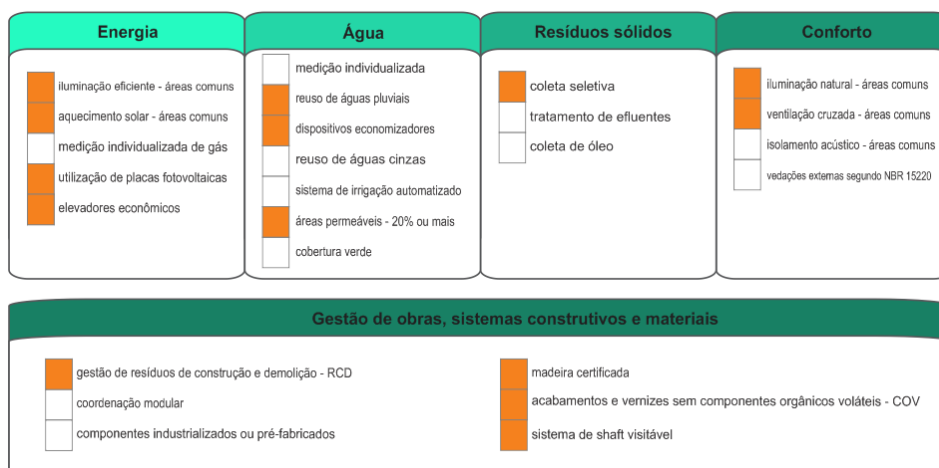 Energia
iluminação eficiente - áreas comuns
aquecimento solar - áreas comuns
medição individualizada de gás
utilização de placas fotovoltaicas
elevadores econômicos
Água
medição individualizada
reuso de águas pluviais
dispositivos economizadores
reuso de águas cinzas
sistema de irrigação automatizado
áreas permeáveis - 20% ou mais
cobertura verde
Resíduos sólidos
coleta seletiva
tratamento de efluentes
coleta de óleo
Conforto
iluminação natural - áreas comuns
ventilação cruzada - áreas comuns
isolamento acústico - áreas comuns
vedações externas segundo NBR 15220
Gestão de obras, sistemas construtivos e materiais
gestão de resíduos de construção e demolição - RCD
coordenação modular
componentes industrializados ou pré-fabricados
madeira certificada
acabamentos e vernizes sem componentes orgânicos voláteis - COV
sistema de shaft visitável